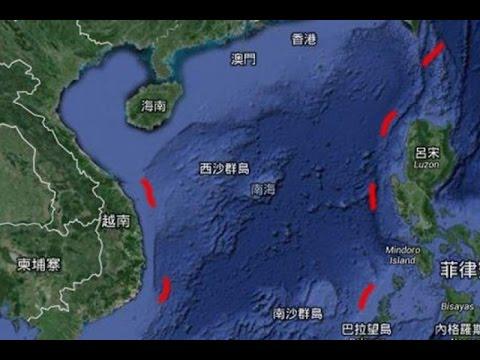 香港
澳門
海南
呂宋
Luzon
西沙群島
南海
越南
Mindoro
Island
柬埔寨
菲律
Bisayas
南沙群島
巴拉望島
內格羅斯